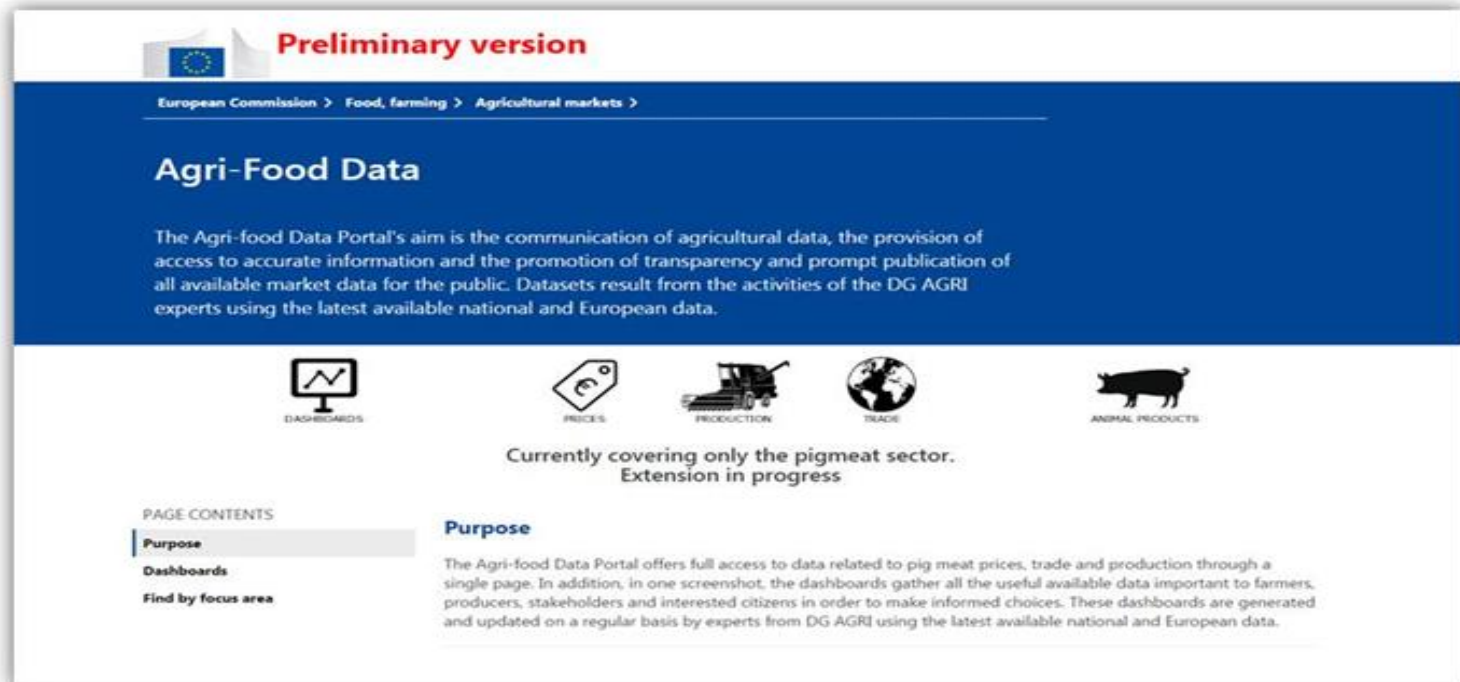 Preliminary version
European Commission > Food, farming > Agricultural markets >
Agri-Food Data
The Agri-food Data Portal's aim is the communication of agricultural data, the provision of
access to accurate information and the promotion of transparency and prompt publication of
all available market data for the public. Datasets result from the activities of the DG AGRI
experts using the latest available national and European data.
DASHBOARDS PRICES PRODUCTION TRADE ANIMAL PRODUCTS
Currently covering only the pigmeat sector.
Extension in progress
PAGE CONTENTS
Purpose
Dashboards
Find by focus area
Purpose
The Agri-food Data Portal offers full access to data related to pig meat prices, trade and production through a
single page. In addition, in one screenshot, the dashboards gather all the useful available data important to farmers,
producers, stakeholders and interested citizens in order to make informed choices. These dashboards are generated
and updated on a regular basis by experts from DG AGRI using the latest available national and European data.